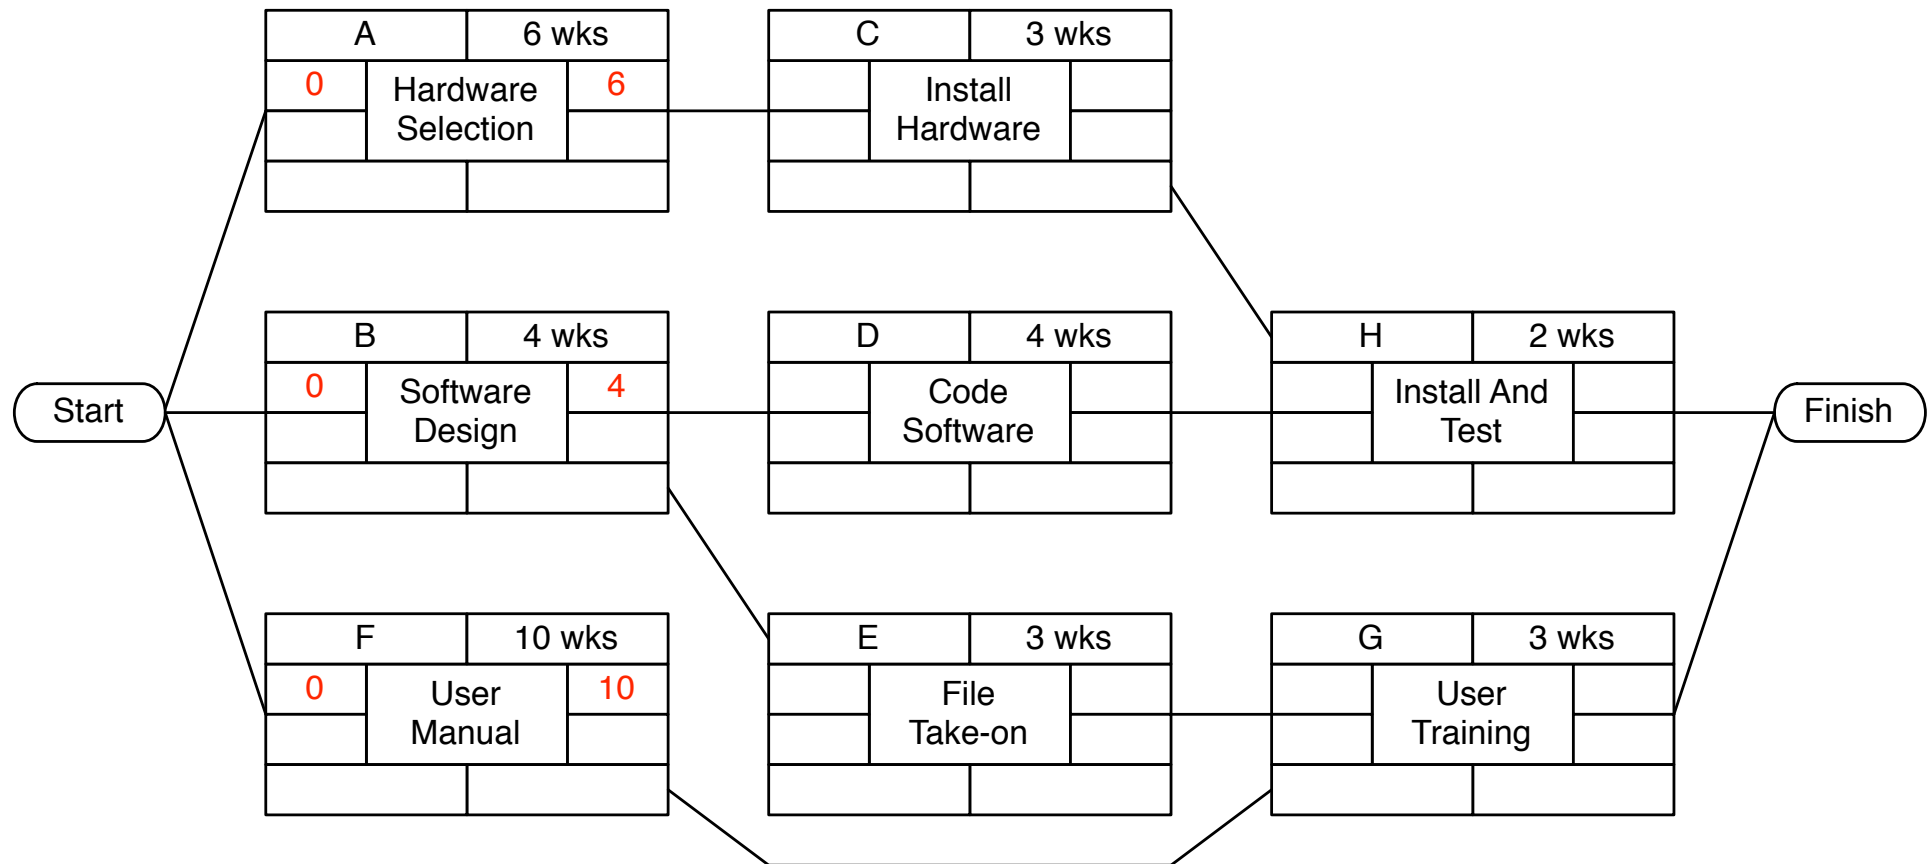 A 6 wks
C 3 wks
0 Hardware 6
Selection
Install
Hardware
B 4 wks
D 4 wks
H 2 wks
Start
0 Software 4
Design
Code
Software
Install And
Test
Finish
F 10 wks
E 3 wks
G 3 wks
0 User 10
Manual
File
Take-on
User
Training